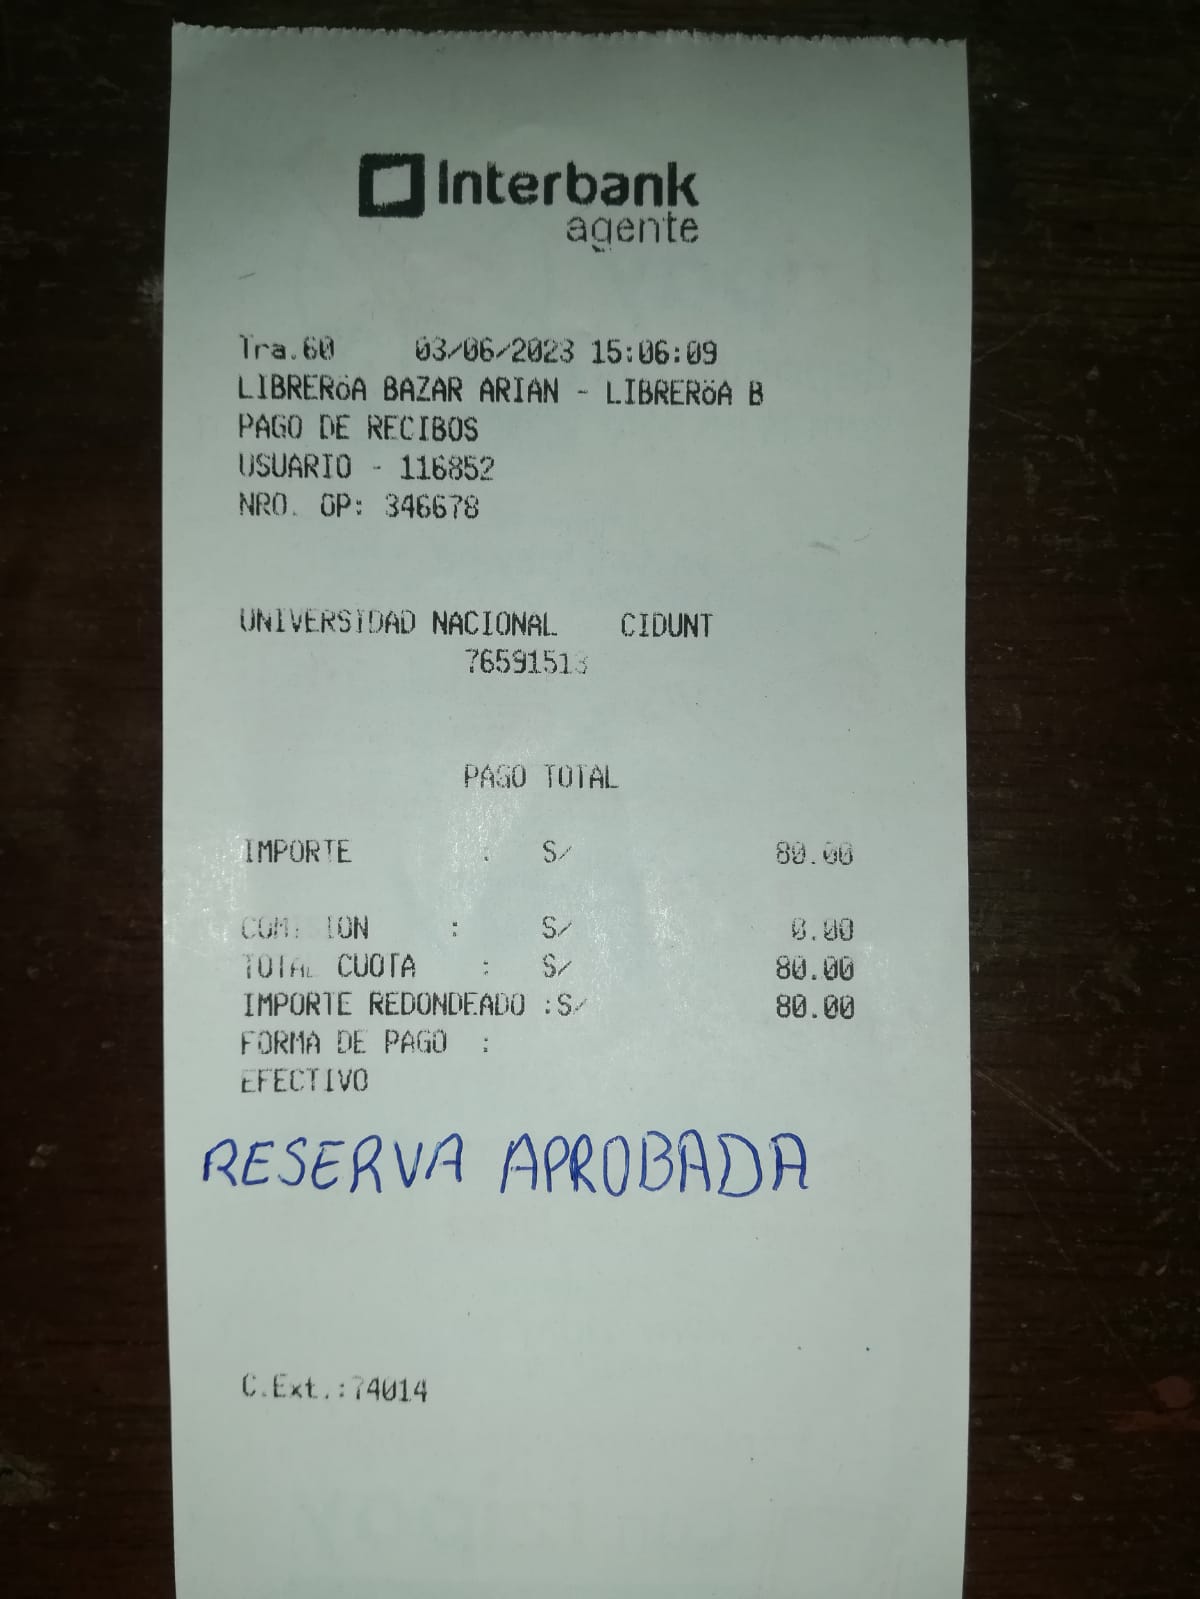 Interbank
agente
Tra.60 03/06/2023 15:06:09
LIBRERöA BAZAR ARIAN - LIBRERöA B
PAGO DE RECIBOS
USUARIO - 116852
NRO. OP: 346678
UNIVERSIDAD NACIONAL CIDUNT
76591513
PAGO TOTAL
IMPORTE : S/ 80.00
COMISION : S/ 0.00
TOTAL CUOTA : S/ 80.00
IMPORTE REDONDEADO :S/ 80.00
FORMA DE PAGO :
EFECTIVO
RESERVA APROBADA
C.Ext.:74014